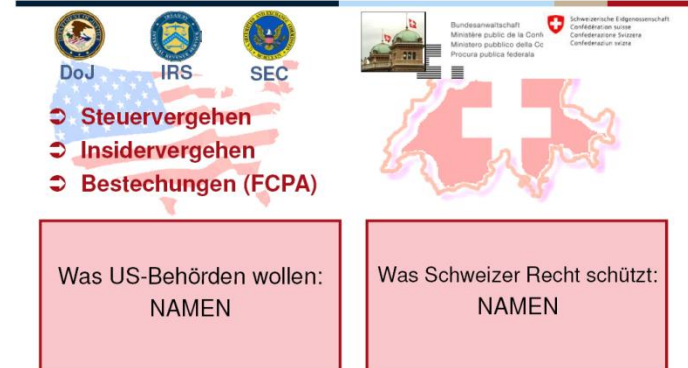 DoJ
IRS
SEC
Steuervergehen
Insidervergehen
Bestechungen (FCPA)
Bundesanwaltschaft
Ministère public de la Conf
Ministero pubblico della Co
Procura publica federala
Schweizerische Eidgenossenschaft
Confédération suisse
Confederazione Svizzera
Confederaziun svizra
Was US-Behörden wollen:
NAMEN
Was Schweizer Recht schützt:
NAMEN